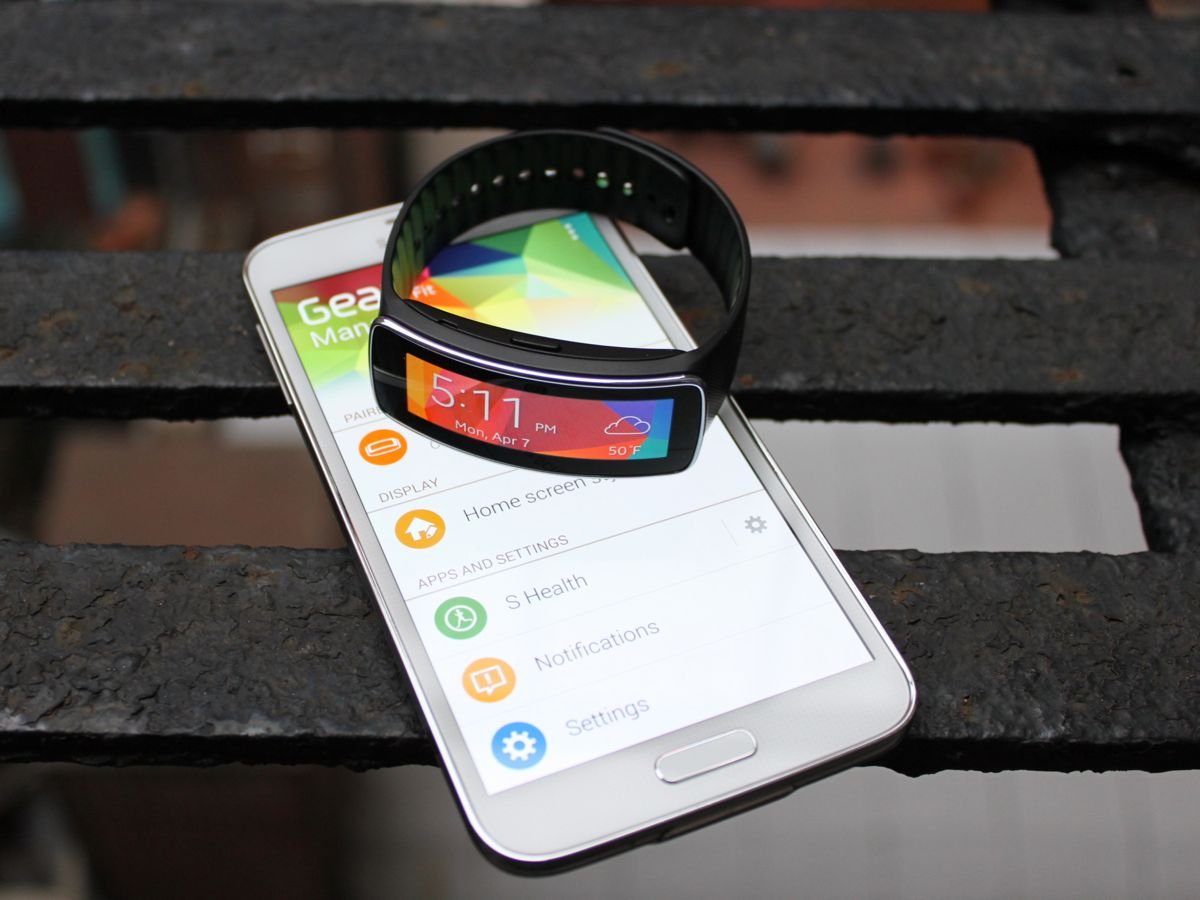 Gea Fit
Man
5:11 PM
Mon, Apr 7
50°F
PAIR
DISPLAY
Home screen sty
APPS AND SETTINGS
S Health
Notifications
Settings